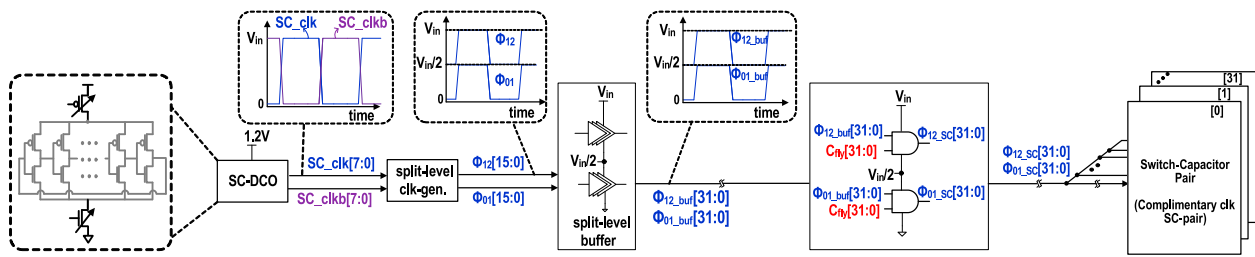 SC_clk
SC_clkb
Vin
0
time
Vin
Φ12
Vin/2
Φ01
0
time
Vin
Φ12_buf
Vin/2
Φ01_buf
0
time
1.2V
SC-DCO
SC_clk[7:0]
SC_clkb[7:0]
split-level
clk-gen.
Φ12[15:0]
Φ01[15:0]
Vin
Vin/2
split-level
buffer
Φ12_buf[31:0]
Φ01_buf[31:0]
Vin
Φ12_buf[31:0]
Cfly[31:0]
Φ12_SC[31:0]
Vin/2
Φ01_buf[31:0]
Cfly[31:0]
Φ01_SC[31:0]
Φ12_SC[31:0]
Φ01_SC[31:0]
[31]
[1]
[0]
Switch-Capacitor
Pair
(Complimentary clk
SC-pair)